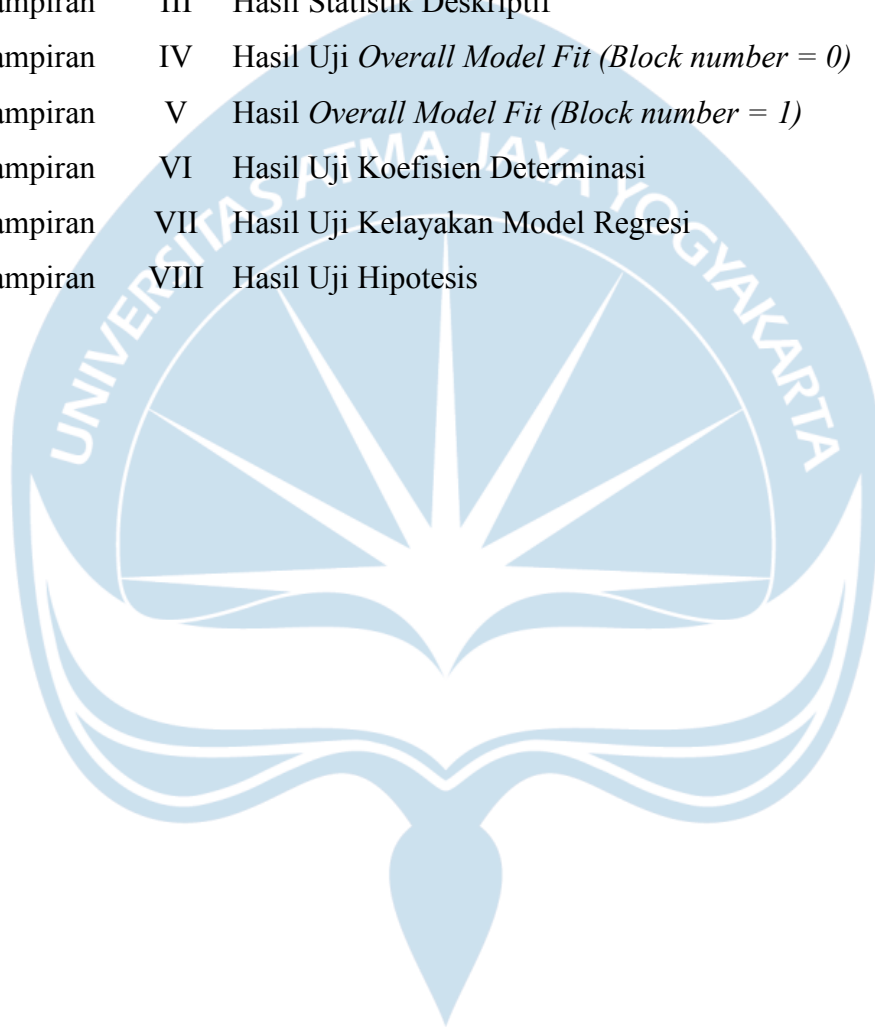 ampiran III Hasil Statistik Deskriptif
ampiran IV Hasil Uji Overall Model Fit (Block number = 0)
ampiran V Hasil Overall Model Fit (Block number = 1)
ampiran VI Hasil Uji Koefisien Determinasi
ampiran VII Hasil Uji Kelayakan Model Regresi
ampiran VIII Hasil Uji Hipotesis
UNIVERSITAS ATMA JAYA YOGYAKARTA